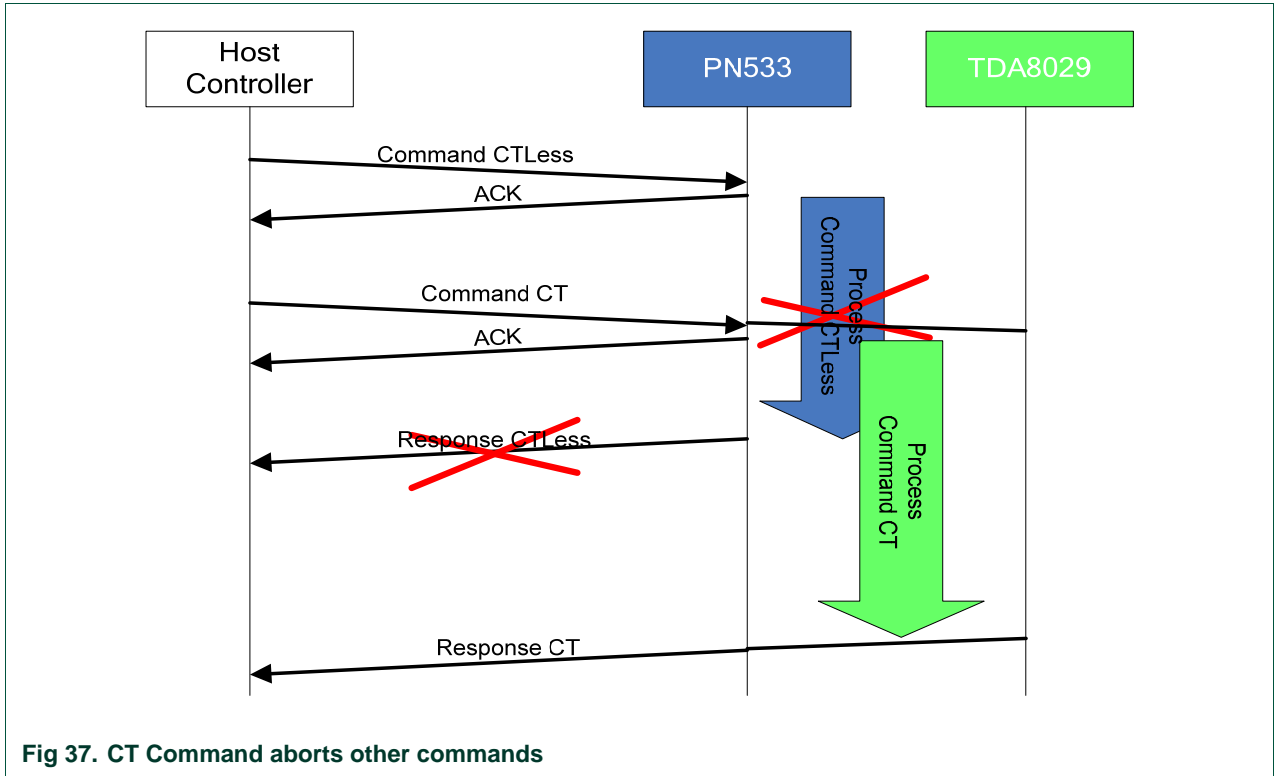 Host
Controller
PN533
TDA8029
Command CTLess
ACK
Process
Command CTLess
Command CT
ACK
Process
Command CT
Response CTLess
Response CT
Fig 37. CT Command aborts other commands